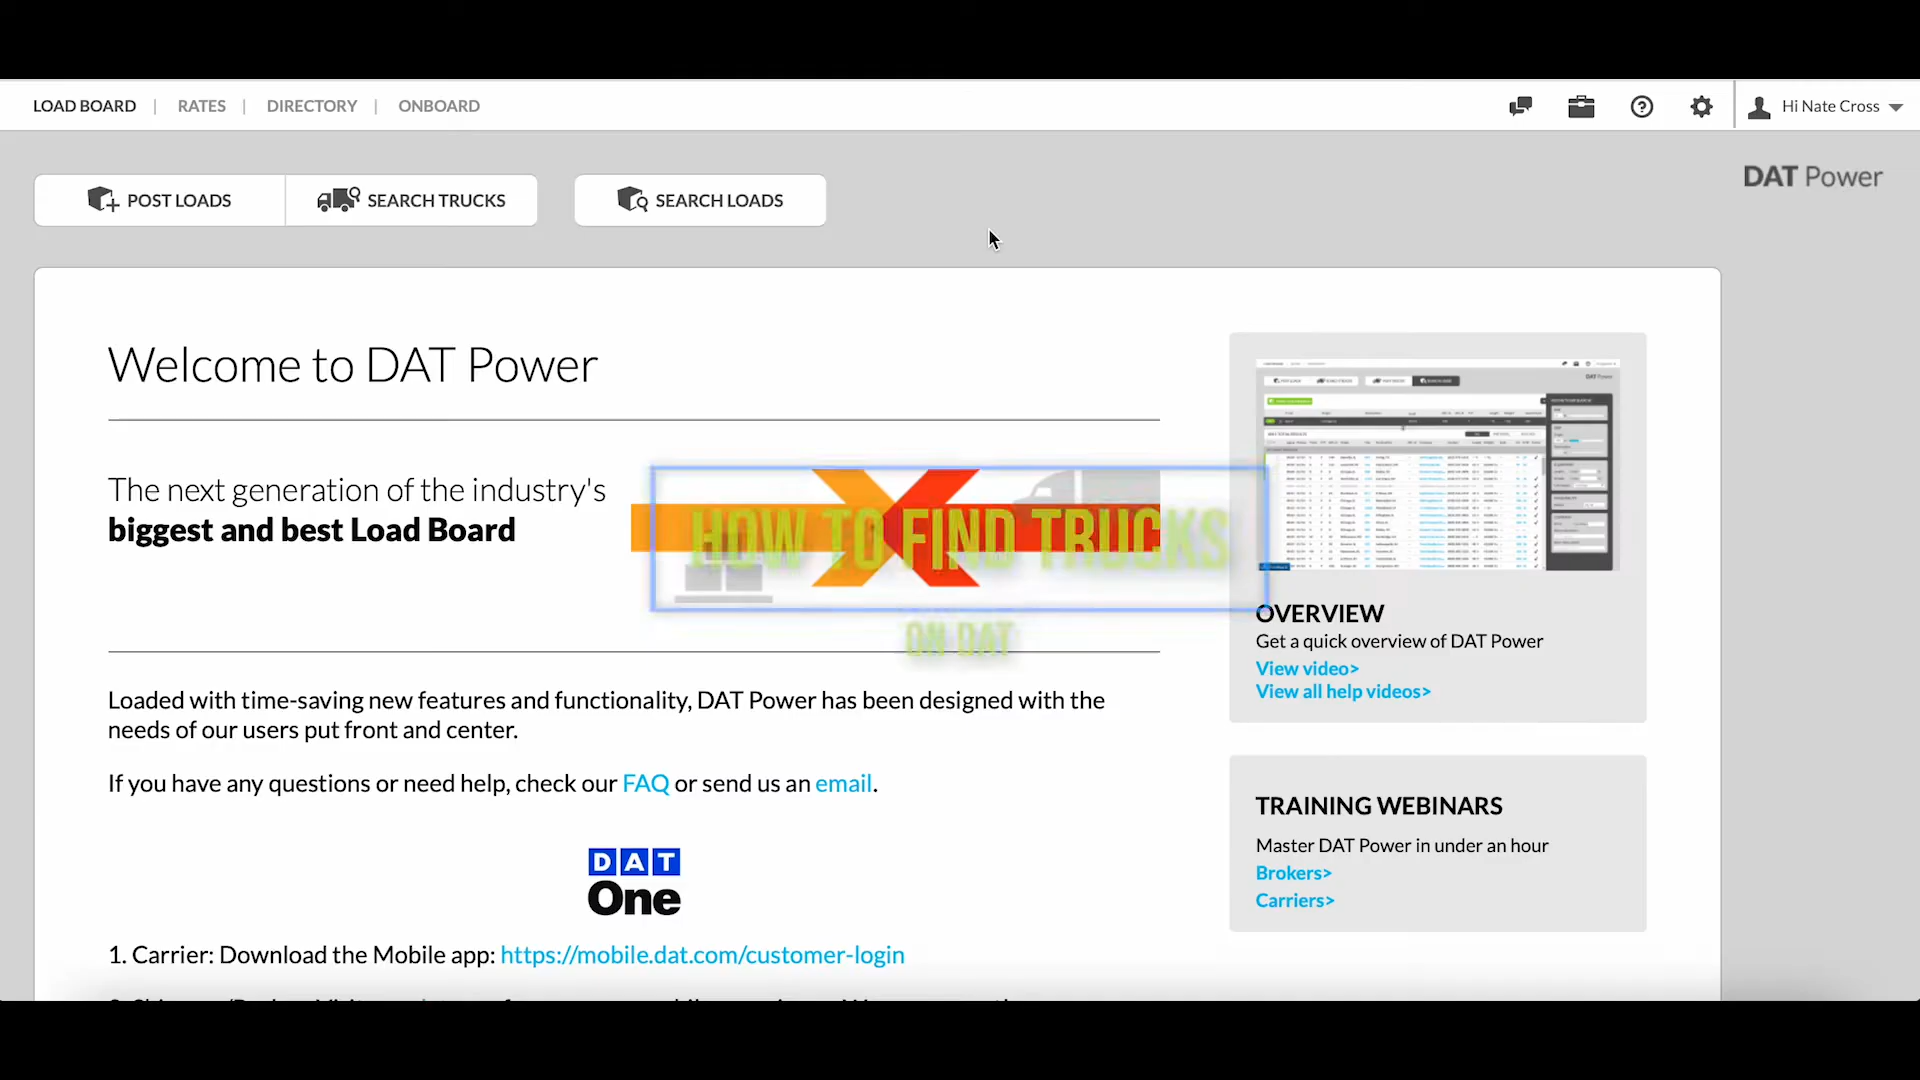 LOAD BOARD | RATES | DIRECTORY | ONBOARD
Hi Nate Cross
POST LOADS
SEARCH TRUCKS
SEARCH LOADS
DAT Power
Welcome to DAT Power
The next generation of the industry's
biggest and best Load Board
HOW TO FIND TRUCKS
ON DAT
Loaded with time-saving new features and functionality, DAT Power has been designed with the
needs of our users put front and center.
If you have any questions or need help, check our FAQ or send us an email.
DAT
One
1. Carrier: Download the Mobile app: https://mobile.dat.com/customer-login
OVERVIEW
Get a quick overview of DAT Power
View video>
View all help videos>
TRAINING WEBINARS
Master DAT Power in under an hour
Brokers>
Carriers>